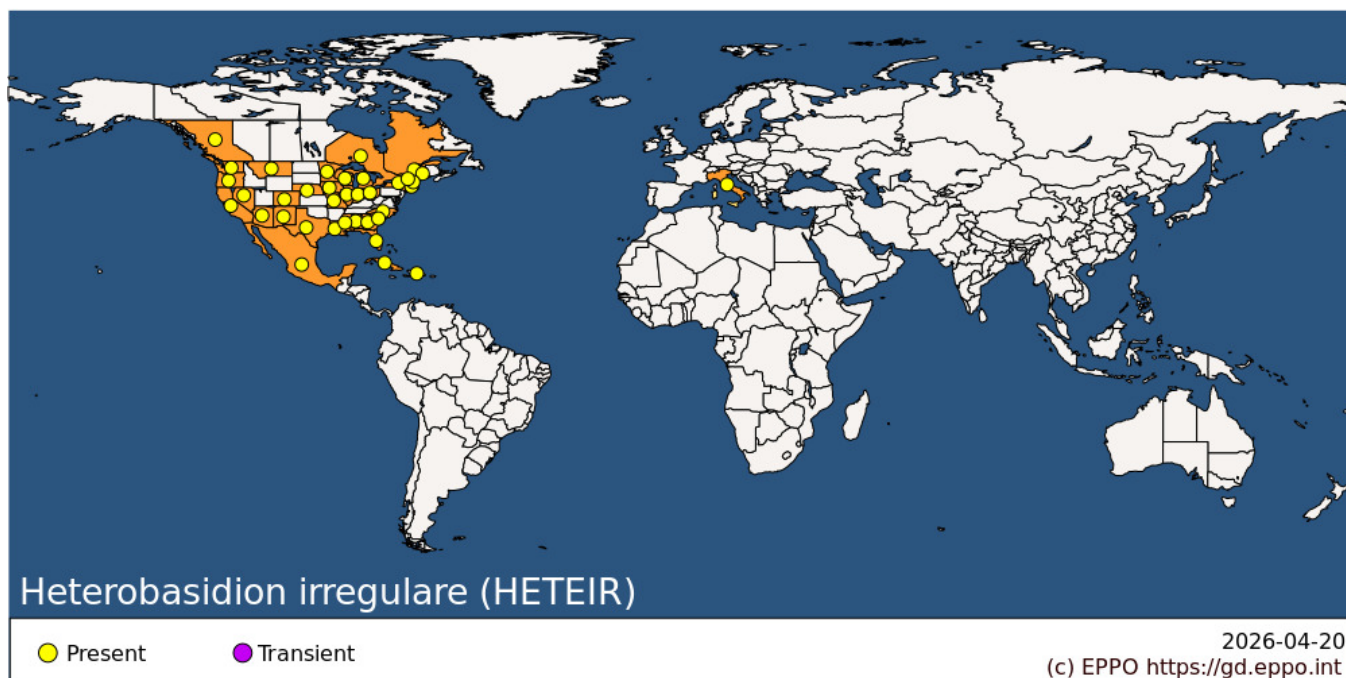 Heterobasidion irregulare (HETEIR)
Present
Transient
2026-04-20
(c) EPPO https://gd.eppo.int